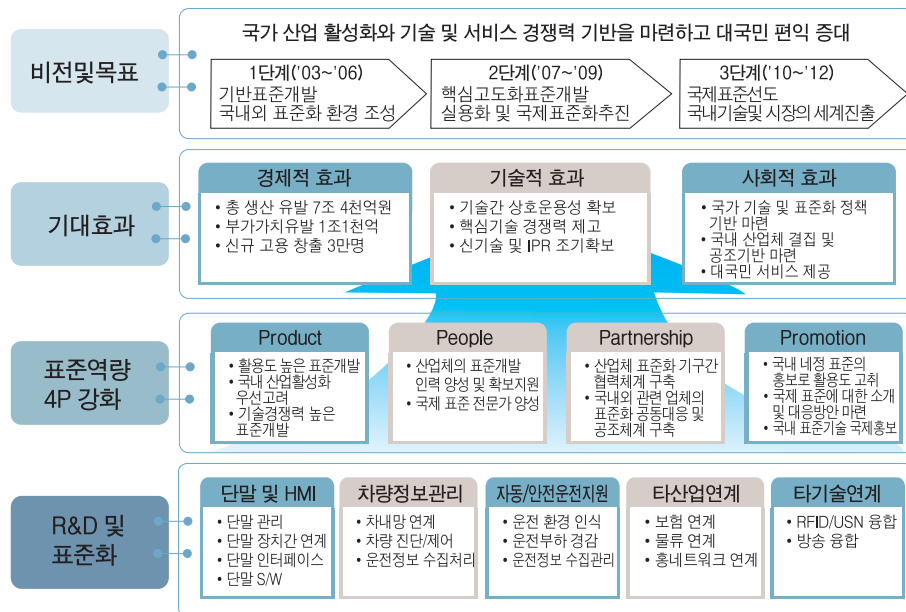 비전및목표
국가 산업 활성화와 기술 및 서비스 경쟁력 기반을 마련하고 대국민 편익 증대
1단계('03~'06)
기반표준개발
국내외 표준화 환경 조성
2단계('07~'09)
핵심고도화표준개발
실용화 및 국제표준화추진
3단계('10~'12)
국제표준선도
국내기술및 시장의 세계진출
기대효과
경제적 효과
• 총 생산 유발 7조 4천억원
• 부가가치유발 1조1천억
• 신규 고용 창출 3만명
기술적 효과
• 기술간 상호운용성 확보
• 핵심기술 경쟁력 제고
• 신기술 및 IPR 조기확보
사회적 효과
• 국가 기술 및 표준화 정책
기반 마련
• 국내 산업체 결집 및
공조기반 마련
• 대국민 서비스 제공
표준역량
4P 강화
Product
• 활용도 높은 표준개발
• 국내 산업활성화
우선고려
• 기술경쟁력 높은
표준개발
People
• 산업체의 표준개발
인력 양성 및 확보지원
• 국제 표준 전문가 양성
Partnership
• 산업체 표준화 기구간
협력체계 구축
• 국내외 관련 업체의
표준화 공동대응 및
공조체계 구축
Promotion
• 국내 네정 표준의
홍보로 활용도 고취
• 국제 표준에 대한 소개
및 대응방안 마련
• 국내 표준기술 국제홍보
R&D 및
표준화
단말 및 HMI
• 단말 관리
• 단말 장치간 연계
• 단말 인터페이스
• 단말 S/W
차량정보관리
• 차내망 연계
• 차량 진단/제어
• 운전정보 수집처리
자동/안전운전지원
• 운전 환경 인식
• 운전부하 경감
• 운전정보 수집관리
타산업연계
• 보험 연계
• 물류 연계
• 홍네트워크 연계
타기술연계
• RFID/USN 융합
• 방송 융합